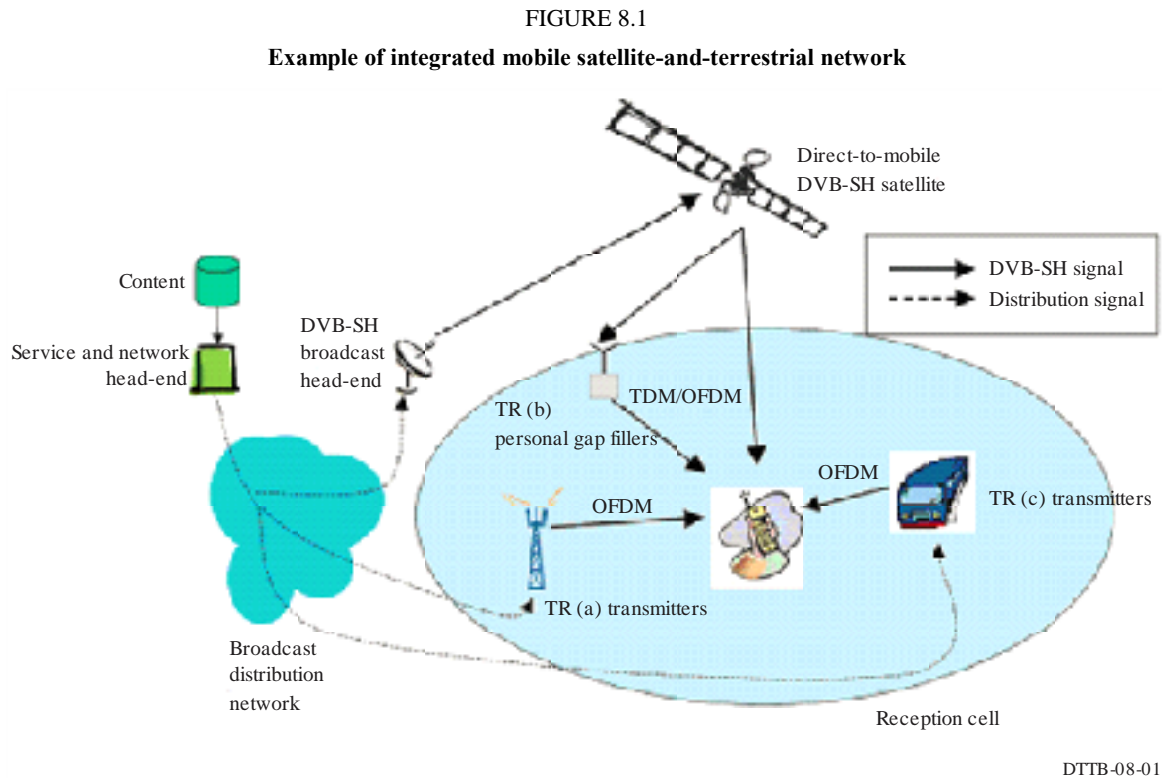 FIGURE 8.1
Example of integrated mobile satellite-and-terrestrial network
Direct-to-mobile
DVB-SH satellite
DVB-SH signal
Distribution signal
Content
Service and network
head-end
DVB-SH
broadcast
head-end
TR (b)
personal gap fillers
TDM/OFDM
OFDM
OFDM
TR (c) transmitters
TR (a) transmitters
Broadcast
distribution
network
Reception cell
DTTB-08-01